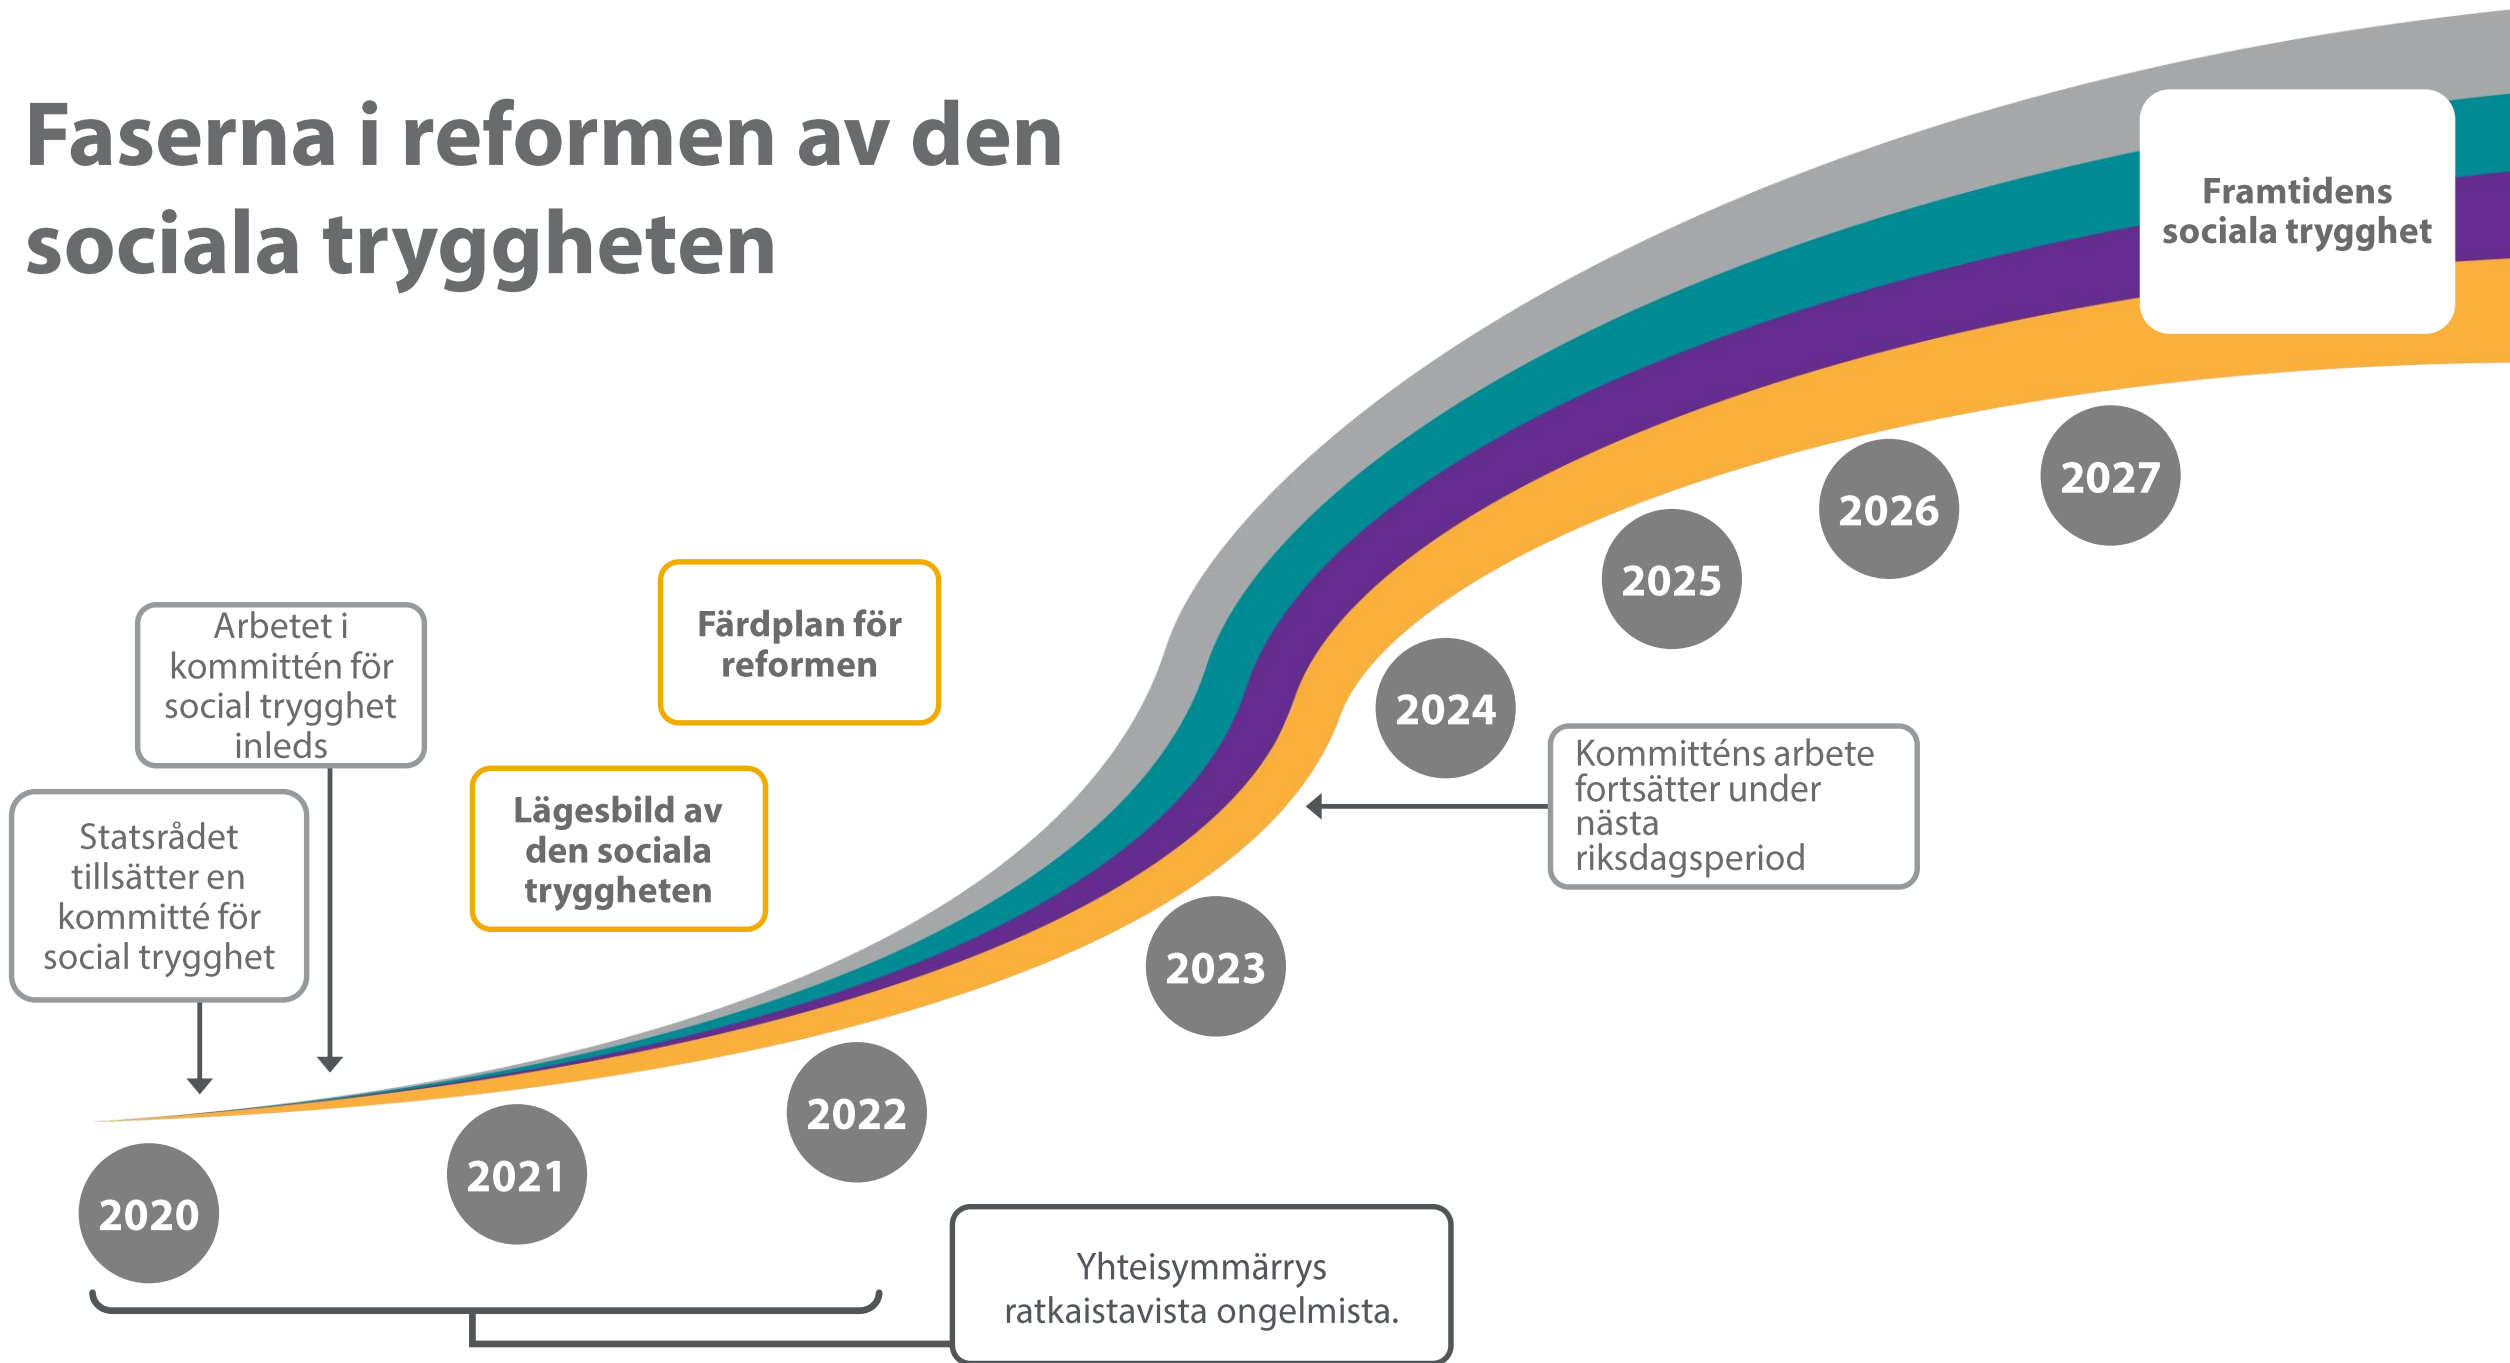 Faserna i reformen av den
sociala tryggheten
Framtidens
sociala trygghet
2027
2026
2025
2024
Färdplan för
reformen
Arbetet i
kommittén för
social trygghet
inleds
Kommitténs arbete
fortsätter under
nästa
riksdagsperiod
Lägesbild av
den sociala
tryggheten
Statsrådet
tillsätter en
kommitté för
social trygghet
2023
2022
2021
2020
Yhteisymmärrys
ratkaistavista ongelmista.